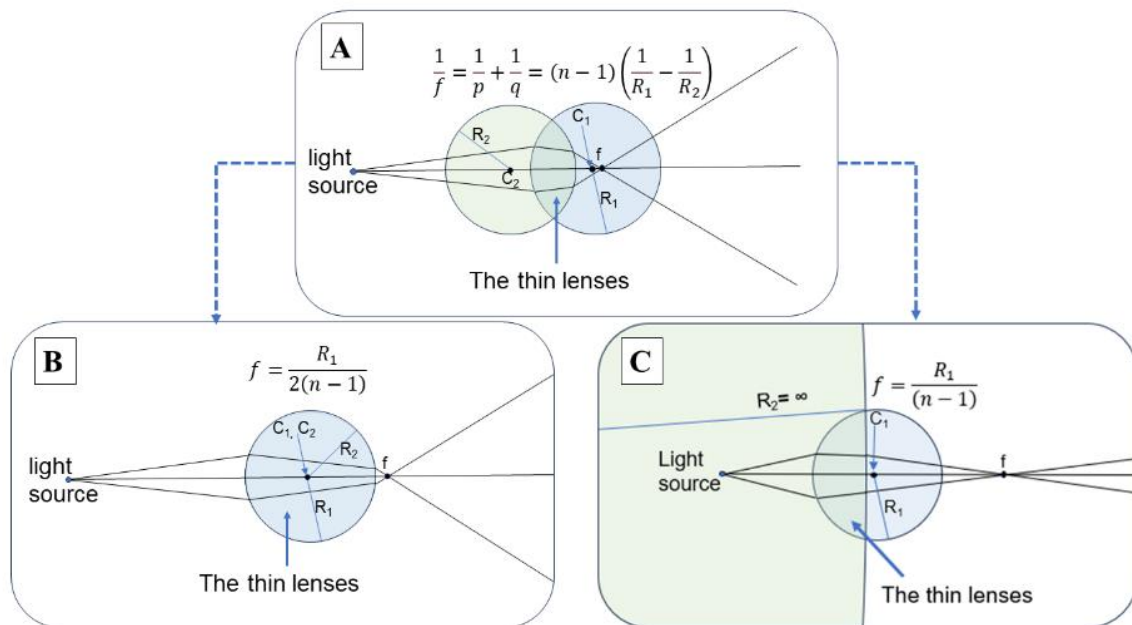 A
1/f = 1/p + 1/q = (n − 1)(1/R₁ − 1/R₂)
C₁
R₂
light
source
C₂
f
R₁
The thin lenses
B
f = R₁/2(n − 1)
C₁, C₂
R₂
light
source
f
R₁
The thin lenses
C
f = R₁/(n − 1)
R₂= ∞
C₁
Light
source
f
R₁
The thin lenses